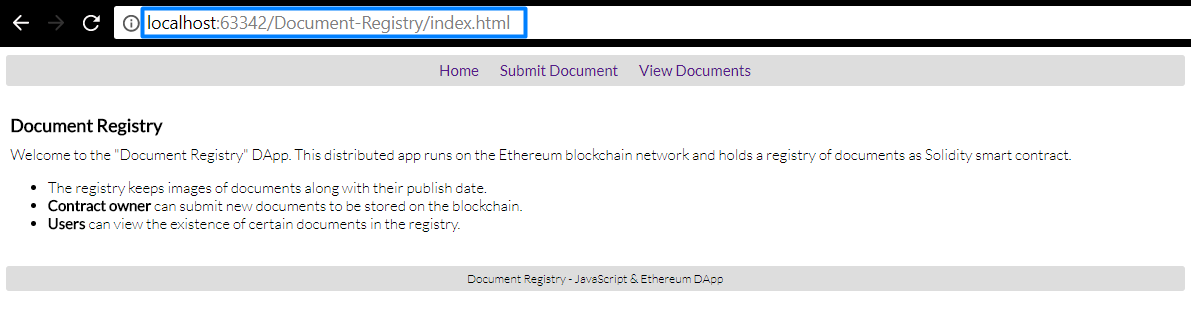 localhost:63342/Document-Registry/index.html
Home Submit Document View Documents
Document Registry
Welcome to the "Document Registry" DApp. This distributed app runs on the Ethereum blockchain network and holds a registry of documents as Solidity smart contract.
• The registry keeps images of documents along with their publish date.
• Contract owner can submit new documents to be stored on the blockchain.
• Users can view the existence of certain documents in the registry.
Document Registry - JavaScript & Ethereum DApp